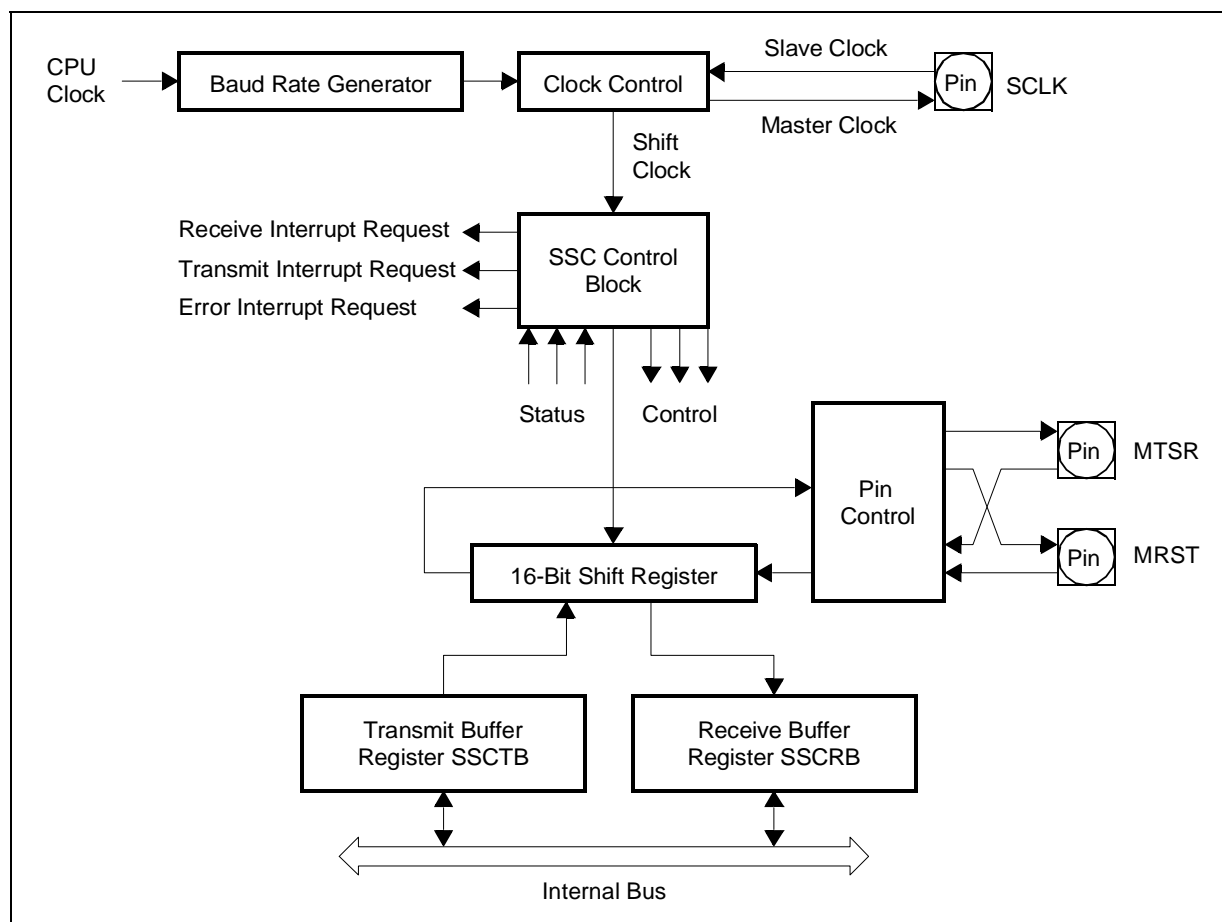 CPU
Clock
Baud Rate Generator
Clock Control
Slave Clock
Master Clock
Pin
SCLK
Shift
Clock
Receive Interrupt Request
Transmit Interrupt Request
Error Interrupt Request
SSC Control
Block
Status
Control
Pin
Control
Pin
MTSR
Pin
MRST
16-Bit Shift Register
Transmit Buffer
Register SSCTB
Receive Buffer
Register SSCRB
Internal Bus